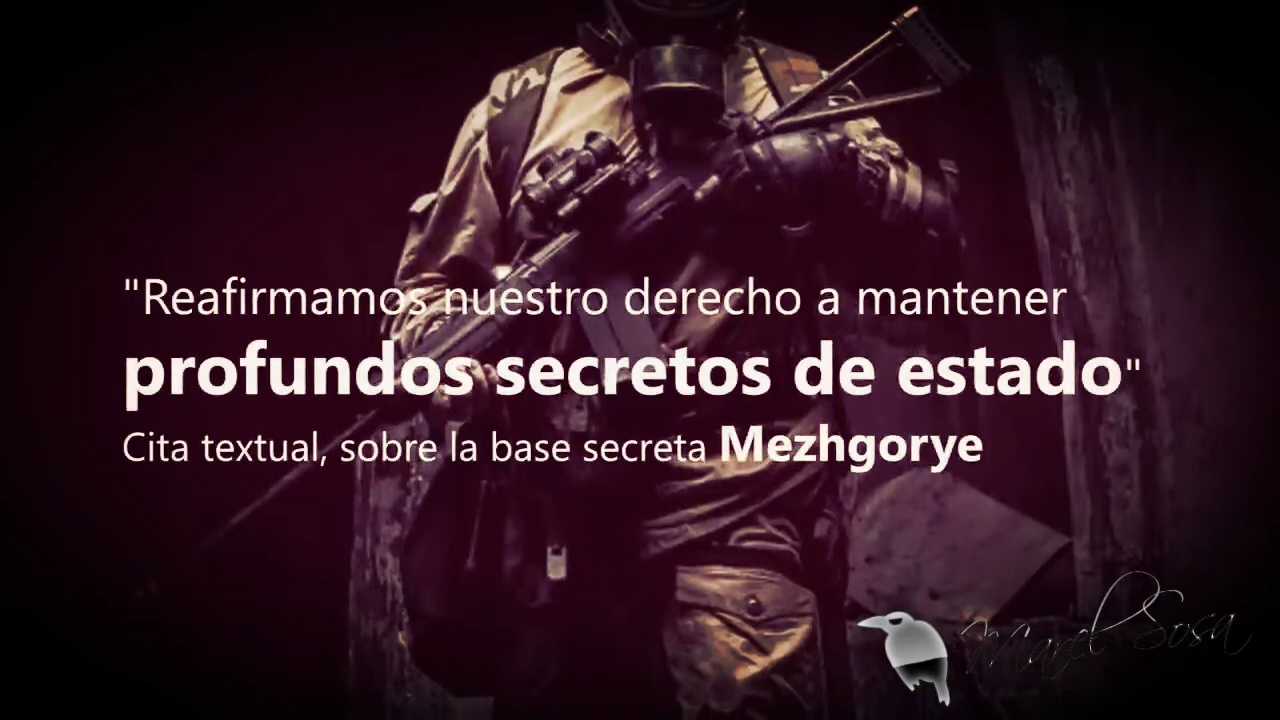 "Reafirmamos nuestro derecho a mantener
profundos secretos de estado"
Cita textual, sobre la base secreta Mezhgorye
Marel Sosa